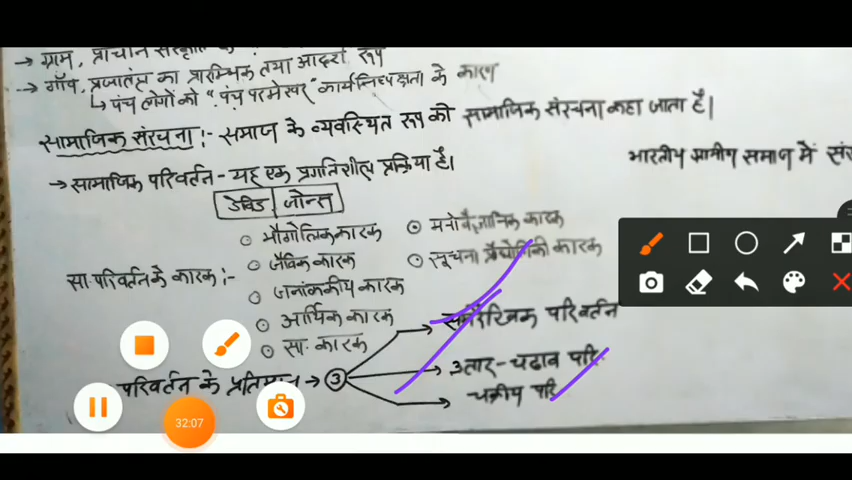 → ग्राम, प्राचीन संस्कृति के
→ गाँव, प्रजातंत्र का प्रारम्भिक तथा आदर्श रूप
↳ पंच लोगों को "पंच परमेश्वर" कार्यनिष्पक्षता के कारण
सामाजिक संरचना :- समाज के व्यवस्थित रूप को सामाजिक संरचना कहा जाता है।
→ सामाजिक परिवर्तन - यह एक प्रगतिशील प्रक्रिया है।
भारतीय ग्रामीण समाज में
डेविड जोन्स
सा. परिवर्तन के कारक :-
भौगोलिक कारक
जैविक कारक
जनांककीय कारक
आर्थिक कारक
सा. कारक
मनोवैज्ञानिक कारक
सूचना प्रौद्योगिकी कारक
परिवर्तन के प्रतिमान → 3
→ परिवर्तन
→ उतार-चढाव परि.
→ चक्रीय परि
32:07